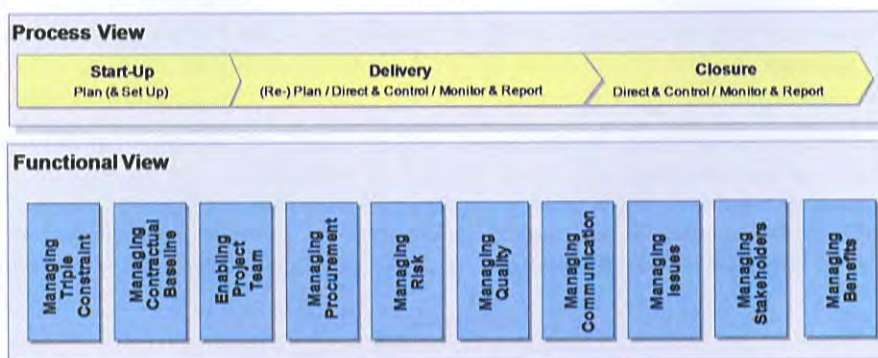 Process View
Start-Up
Plan (& Set Up)
Delivery
(Re-) Plan / Direct & Control / Monitor & Report
Closure
Direct & Control / Monitor & Report
Functional View
Managing
Triple
Constraint
Managing
Contractual
Baseline
Enabling
Project
Team
Managing
Procurement
Managing
Risk
Managing
Quality
Managing
Communication
Managing
Issues
Managing
Stakeholders
Managing
Benefits